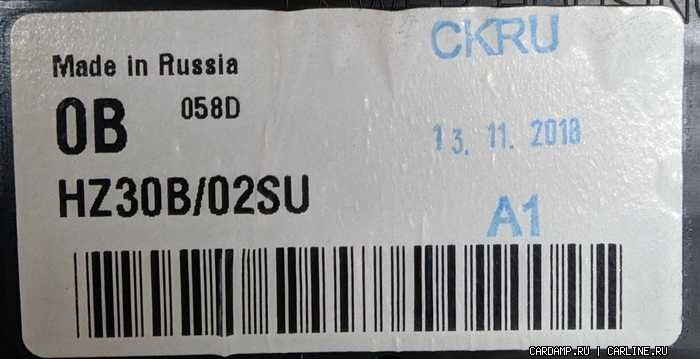 CKRU
Made in Russia
0B 058D
13. 11. 2018
HZ30B/02SU
A1
CARDAMP.RU | CARLINE.RU